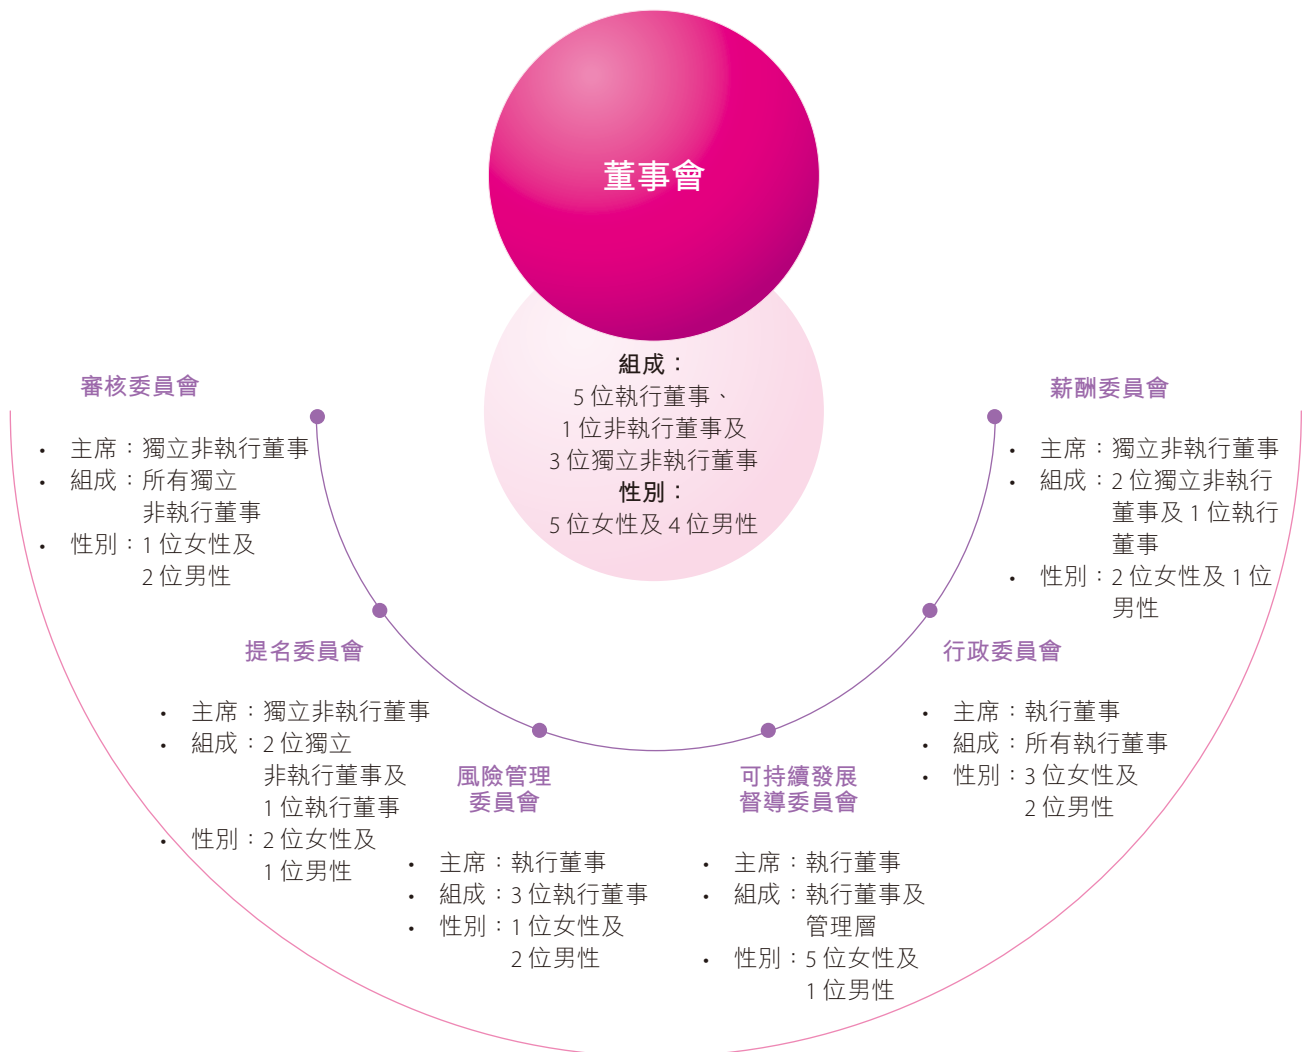 董事會
組成：
5 位執行董事、
1 位非執行董事及
3 位獨立非執行董事
性別：
5 位女性及 4 位男性
審核委員會
• 主席：獨立非執行董事
• 組成：所有獨立
非執行董事
• 性別：1 位女性及
2 位男性
提名委員會
• 主席：獨立非執行董事
• 組成：2 位獨立
非執行董事及
1 位執行董事
• 性別：2 位女性及
1 位男性
風險管理
委員會
• 主席：執行董事
• 組成：3 位執行董事
• 性別：1 位女性及
2 位男性
可持續發展
督導委員會
• 主席：執行董事
• 組成：執行董事及
管理層
• 性別：5 位女性及
1 位男性
行政委員會
• 主席：執行董事
• 組成：所有執行董事
• 性別：3 位女性及
2 位男性
薪酬委員會
• 主席：獨立非執行董事
• 組成：2 位獨立非執行
董事及 1 位執行
董事
• 性別：2 位女性及 1 位
男性